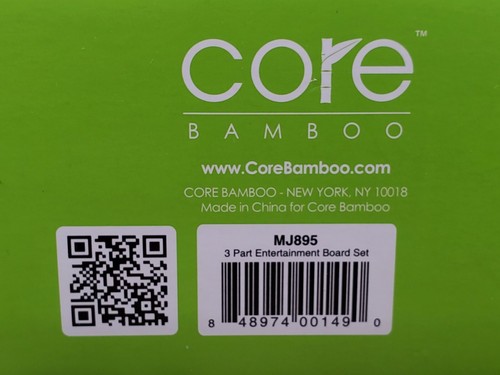 core™
BAMBOO
www.CoreBamboo.com
CORE BAMBOO - NEW YORK, NY 10018
Made in China for Core Bamboo
MJ895
3 Part Entertainment Board Set
8 48974 00149 0